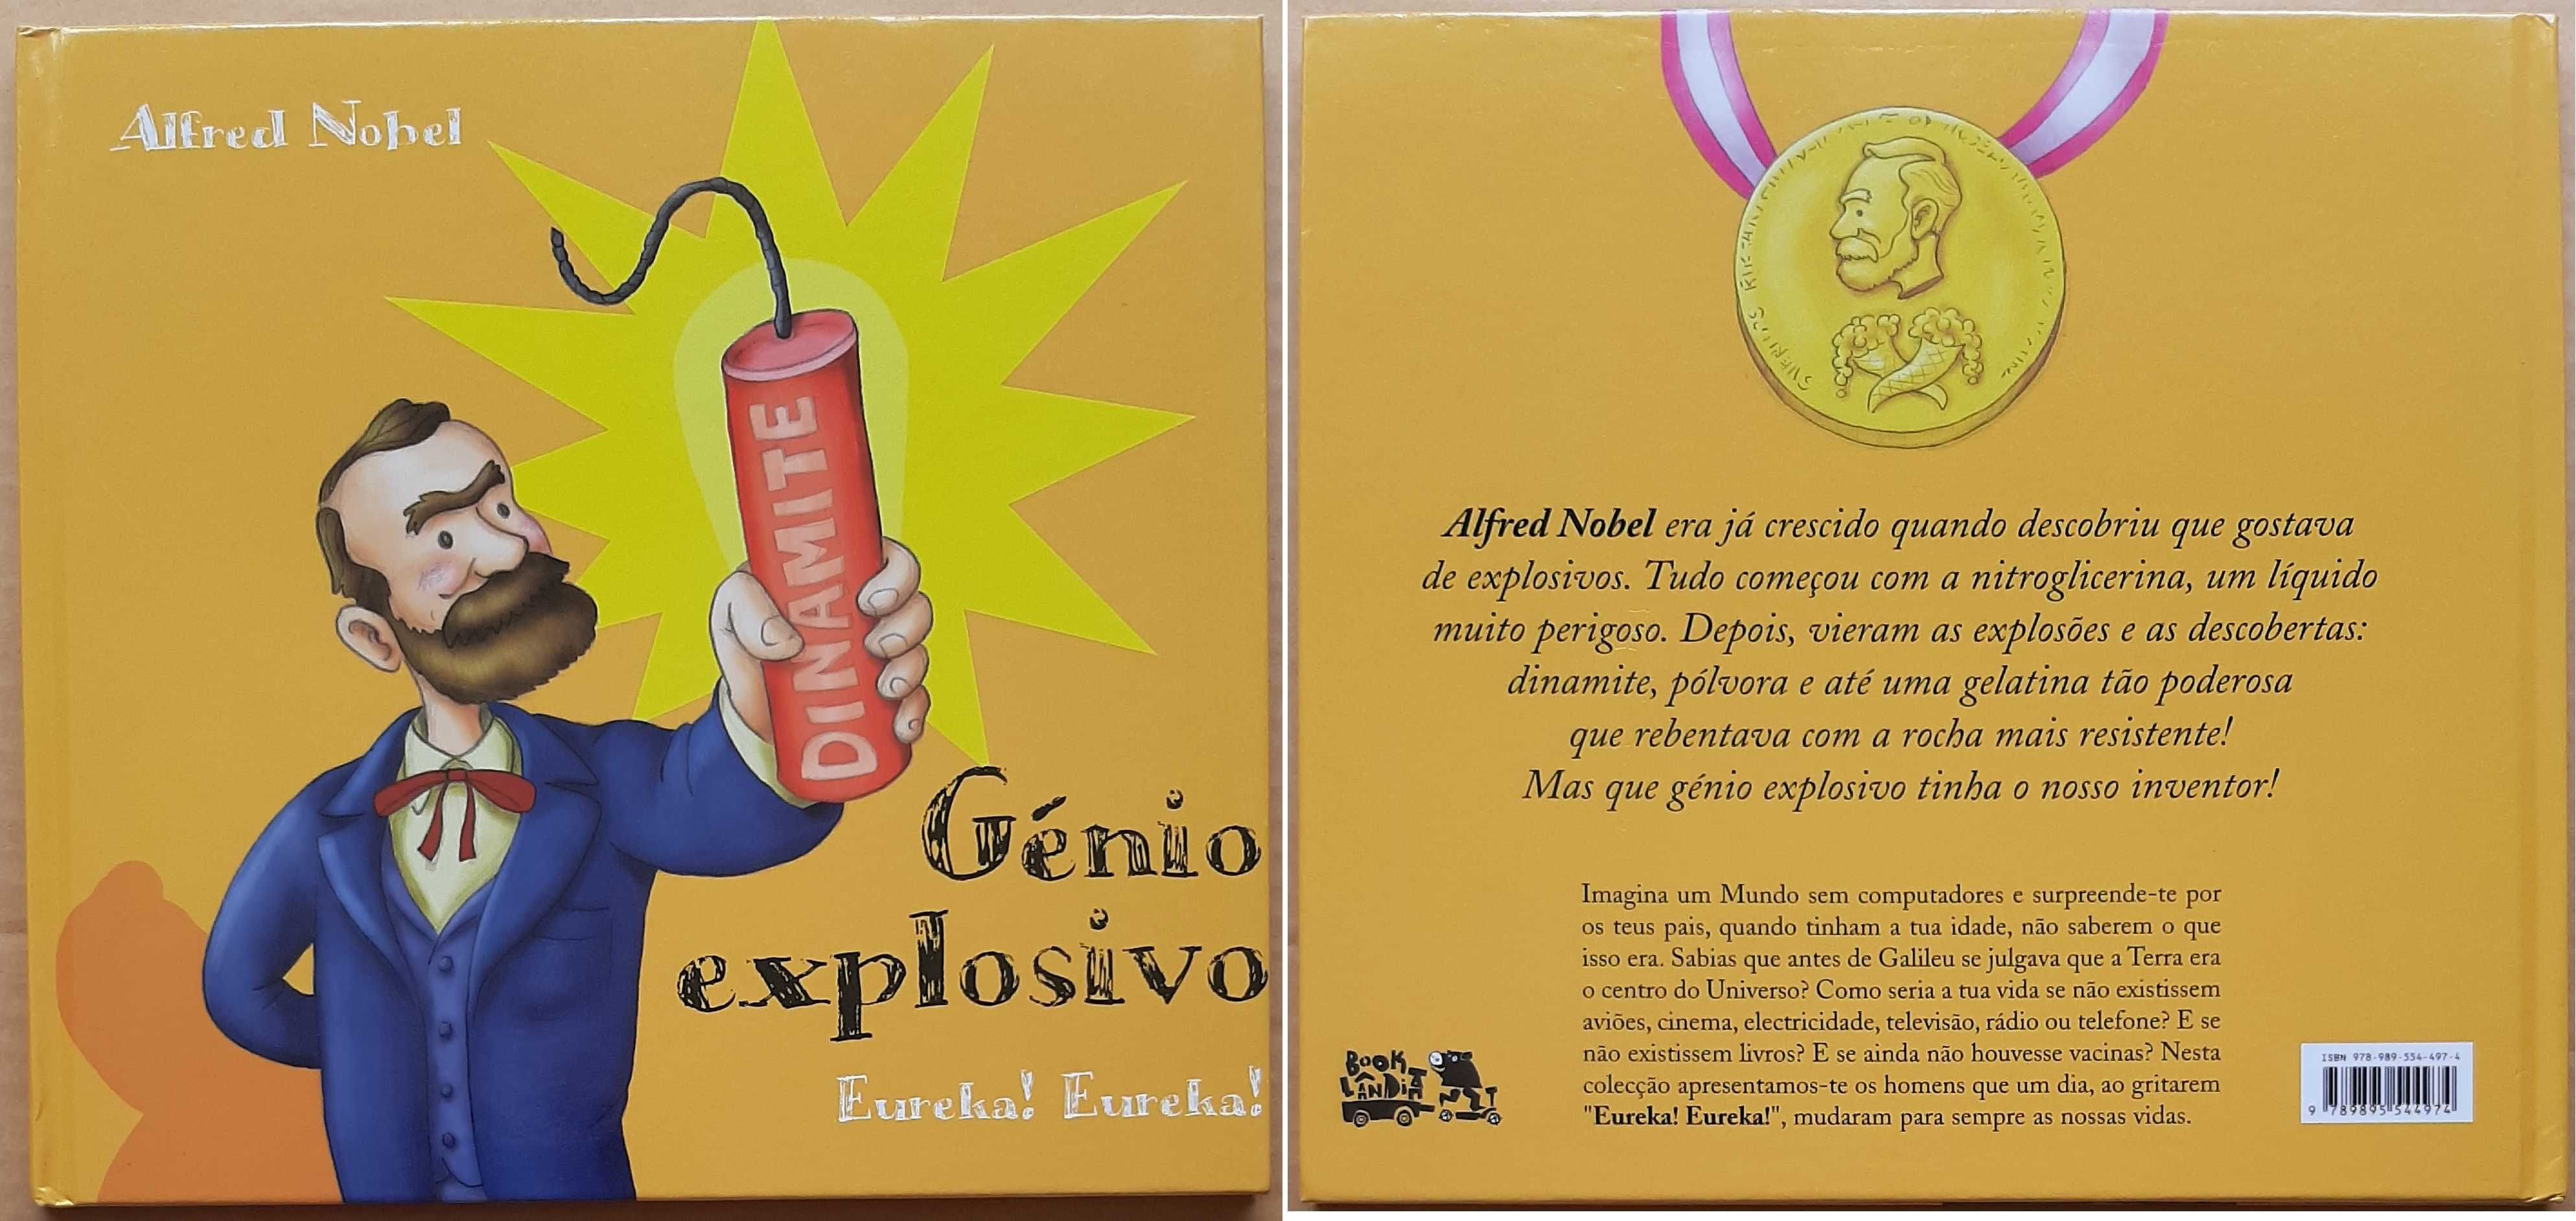 Alfred Nobel
DINAMITE
Génio
explosivo
Eureka! Eureka!
Alfred Nobel era já crescido quando descobriu que gostava
de explosivos. Tudo começou com a nitroglicerina, um líquido
muito perigoso. Depois, vieram as explosões e as descobertas:
dinamite, pólvora e até uma gelatina tão poderosa
que rebentava com a rocha mais resistente!
Mas que génio explosivo tinha o nosso inventor!
Imagina um Mundo sem computadores e surpreende-te por
os teus pais, quando tinham a tua idade, não saberem o que
isso era. Sabias que antes de Galileu se julgava que a Terra era
o centro do Universo? Como seria a tua vida se não existissem
aviões, cinema, electricidade, televisão, rádio ou telefone? E se
não existissem livros? E se ainda não houvesse vacinas? Nesta
colecção apresentamos-te os homens que um dia, ao gritarem
"Eureka! Eureka!", mudaram para sempre as nossas vidas.
BOOK
LÂNDIA
ISBN 978-989-554-497-4
9 789895 544974